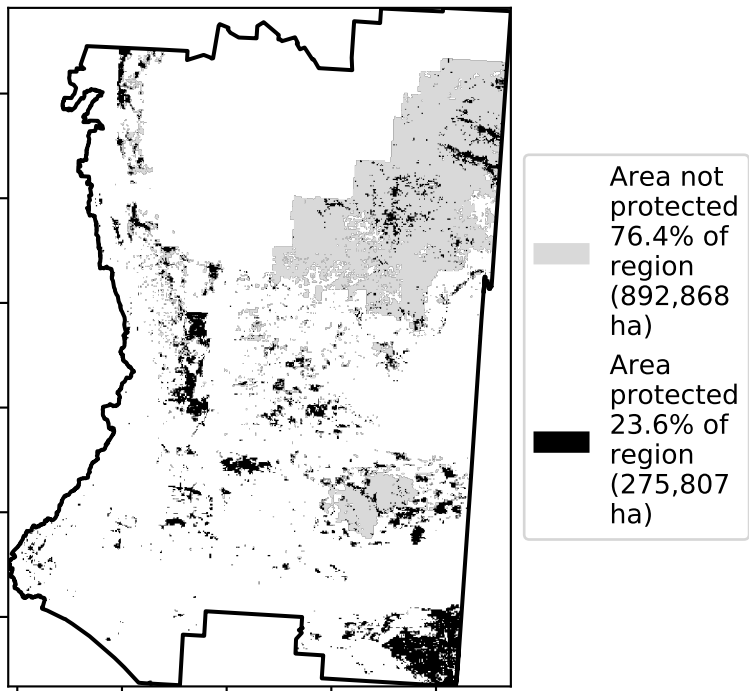 Area not
protected
76.4% of
region
(892,868
ha)
Area
protected
23.6% of
region
(275,807
ha)